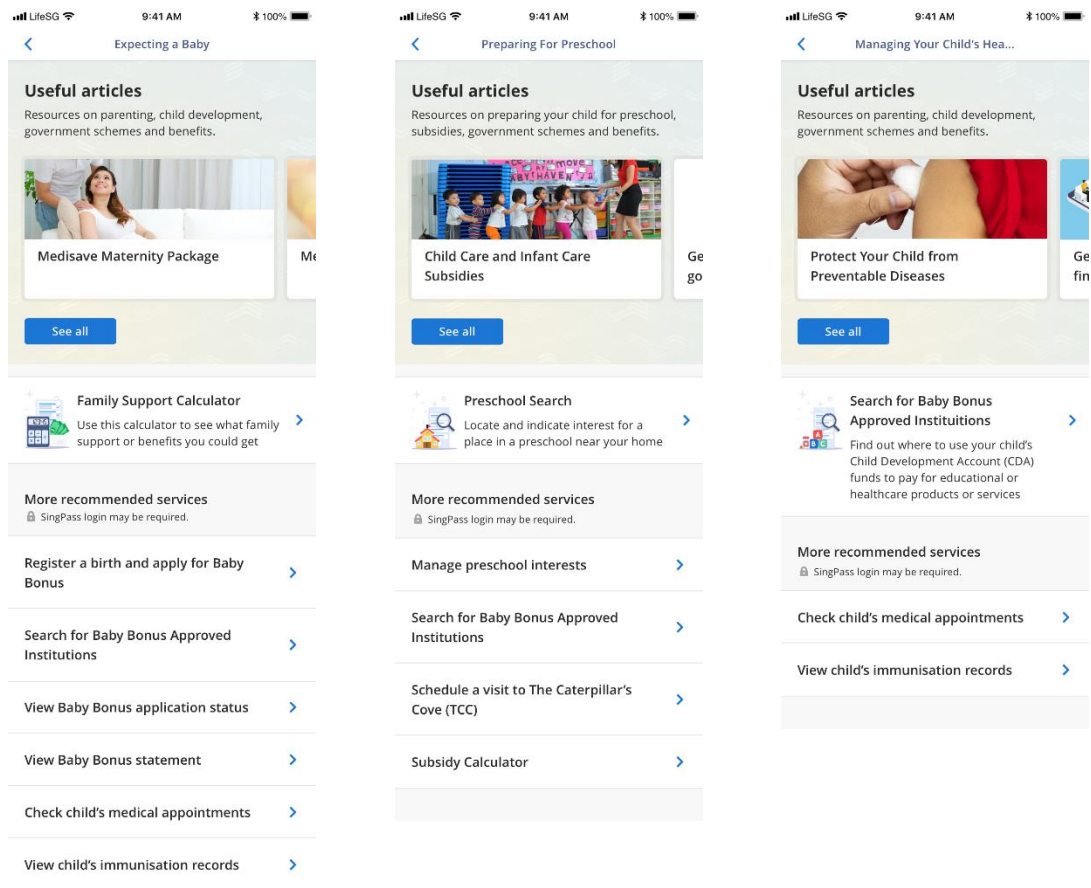 LifeSG 9:41 AM 100%
Expecting a Baby
Useful articles
Resources on parenting, child development,
government schemes and benefits.
Medisave Maternity Package
Me
See all
Family Support Calculator
Use this calculator to see what family
support or benefits you could get
More recommended services
SingPass login may be required.
Register a birth and apply for Baby
Bonus
Search for Baby Bonus Approved
Institutions
View Baby Bonus application status
View Baby Bonus statement
Check child's medical appointments
View child's immunisation records
LifeSG 9:41 AM 100%
Preparing For Preschool
Useful articles
Resources on preparing your child for preschool,
subsidies, government schemes and benefits.
Child Care and Infant Care
Subsidies
Ge
go
See all
Preschool Search
Locate and indicate interest for a
place in a preschool near your home
More recommended services
SingPass login may be required.
Manage preschool interests
Search for Baby Bonus Approved
Institutions
Schedule a visit to The Caterpillar's
Cove (TCC)
Subsidy Calculator
LifeSG 9:41 AM 100%
Managing Your Child's Hea...
Useful articles
Resources on parenting, child development,
government schemes and benefits.
Protect Your Child from
Preventable Diseases
Ge
fin
See all
Search for Baby Bonus
Approved Instituitions
Find out where to use your child's
Child Development Account (CDA)
funds to pay for educational or
healthcare products or services
More recommended services
SingPass login may be required.
Check child's medical appointments
View child's immunisation records